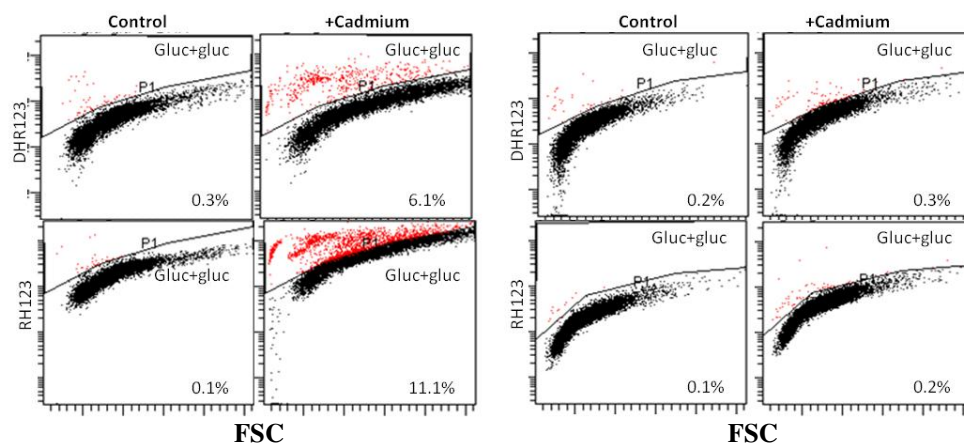 Control
+Cadmium
Control
+Cadmium
DHR123
Gluc+gluc
P1
0.3%
Gluc+gluc
P1
6.1%
DHR123
Gluc+gluc
P1
0.2%
Gluc+gluc
P1
0.3%
RH123
P1
Gluc+gluc
0.1%
P1
Gluc+gluc
11.1%
RH123
Gluc+gluc
P1
0.1%
Gluc+gluc
P1
0.2%
FSC
FSC